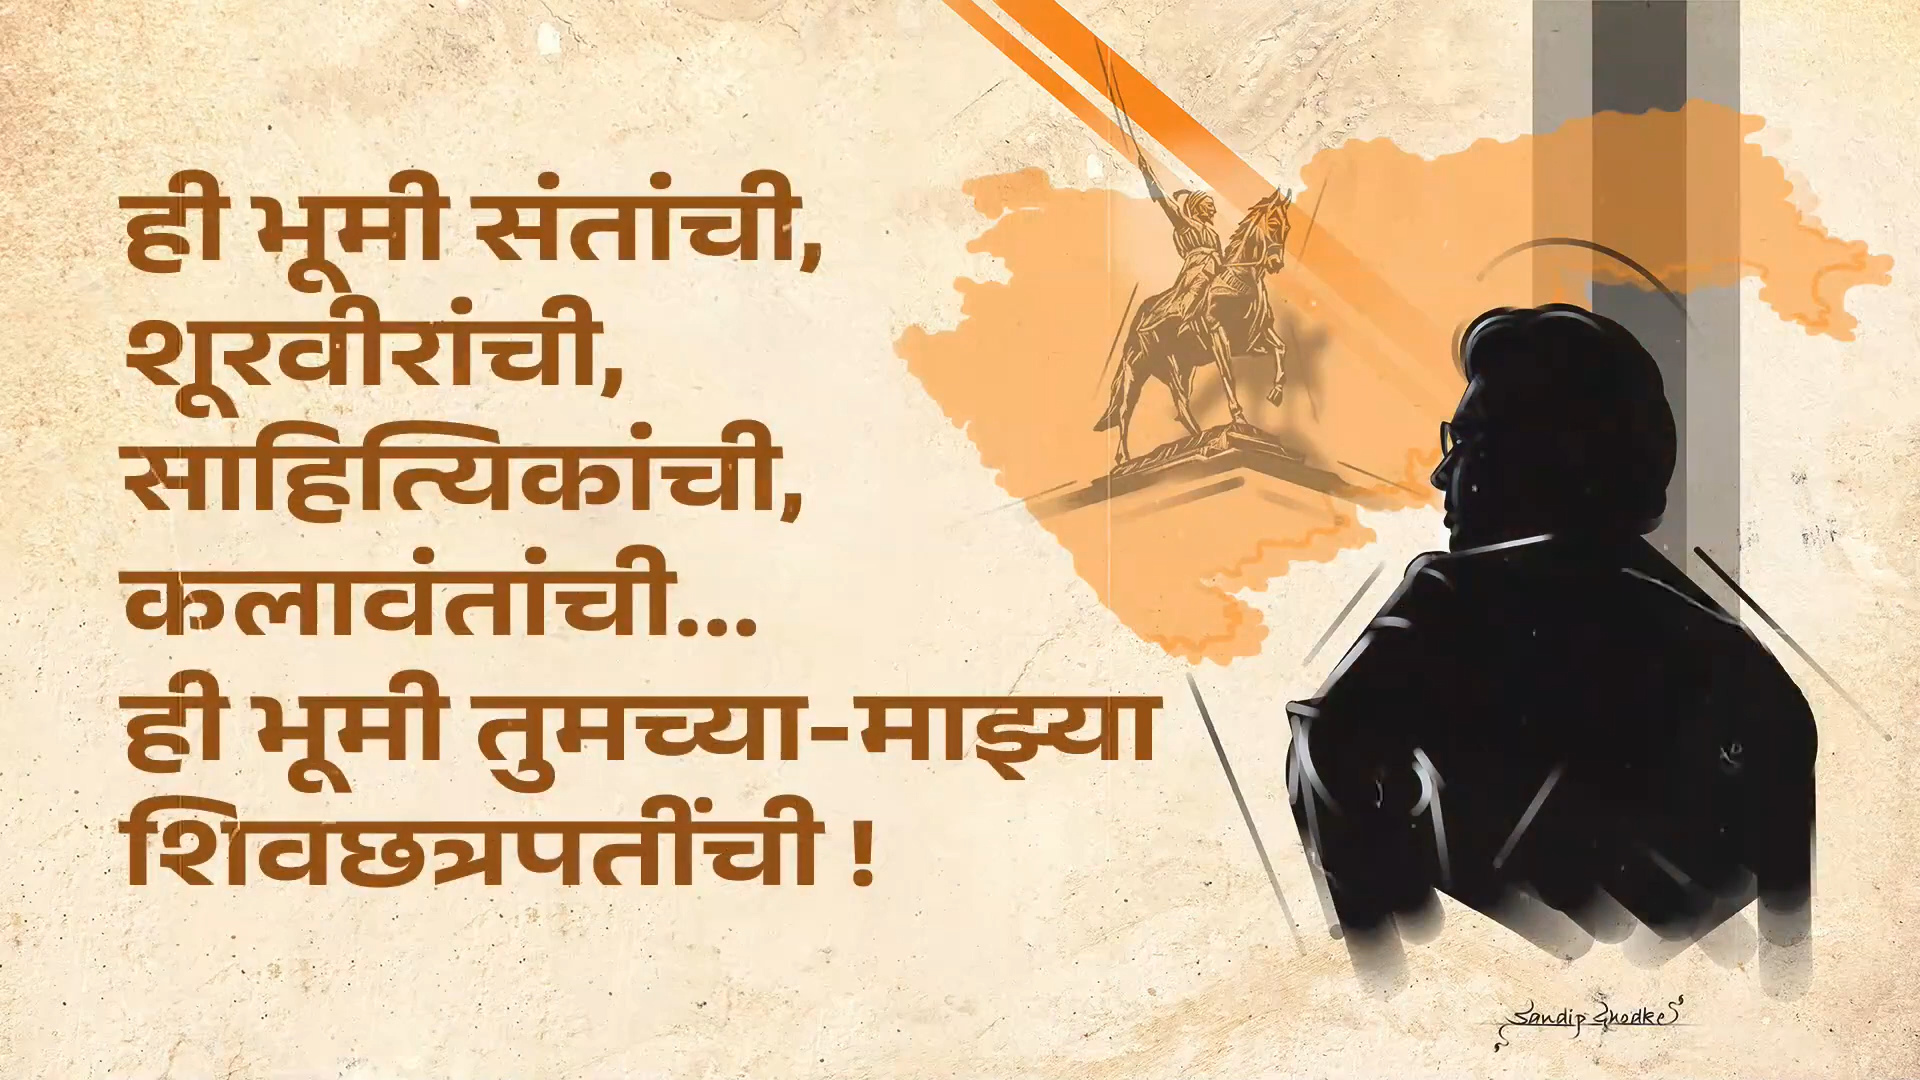 ही भूमी संतांची,
शूरवीरांची,
साहित्यिकांची,
कलावंतांची...
ही भूमी तुमच्या-माझ्या
शिवछत्रपतींची !
Sandip Ghodke